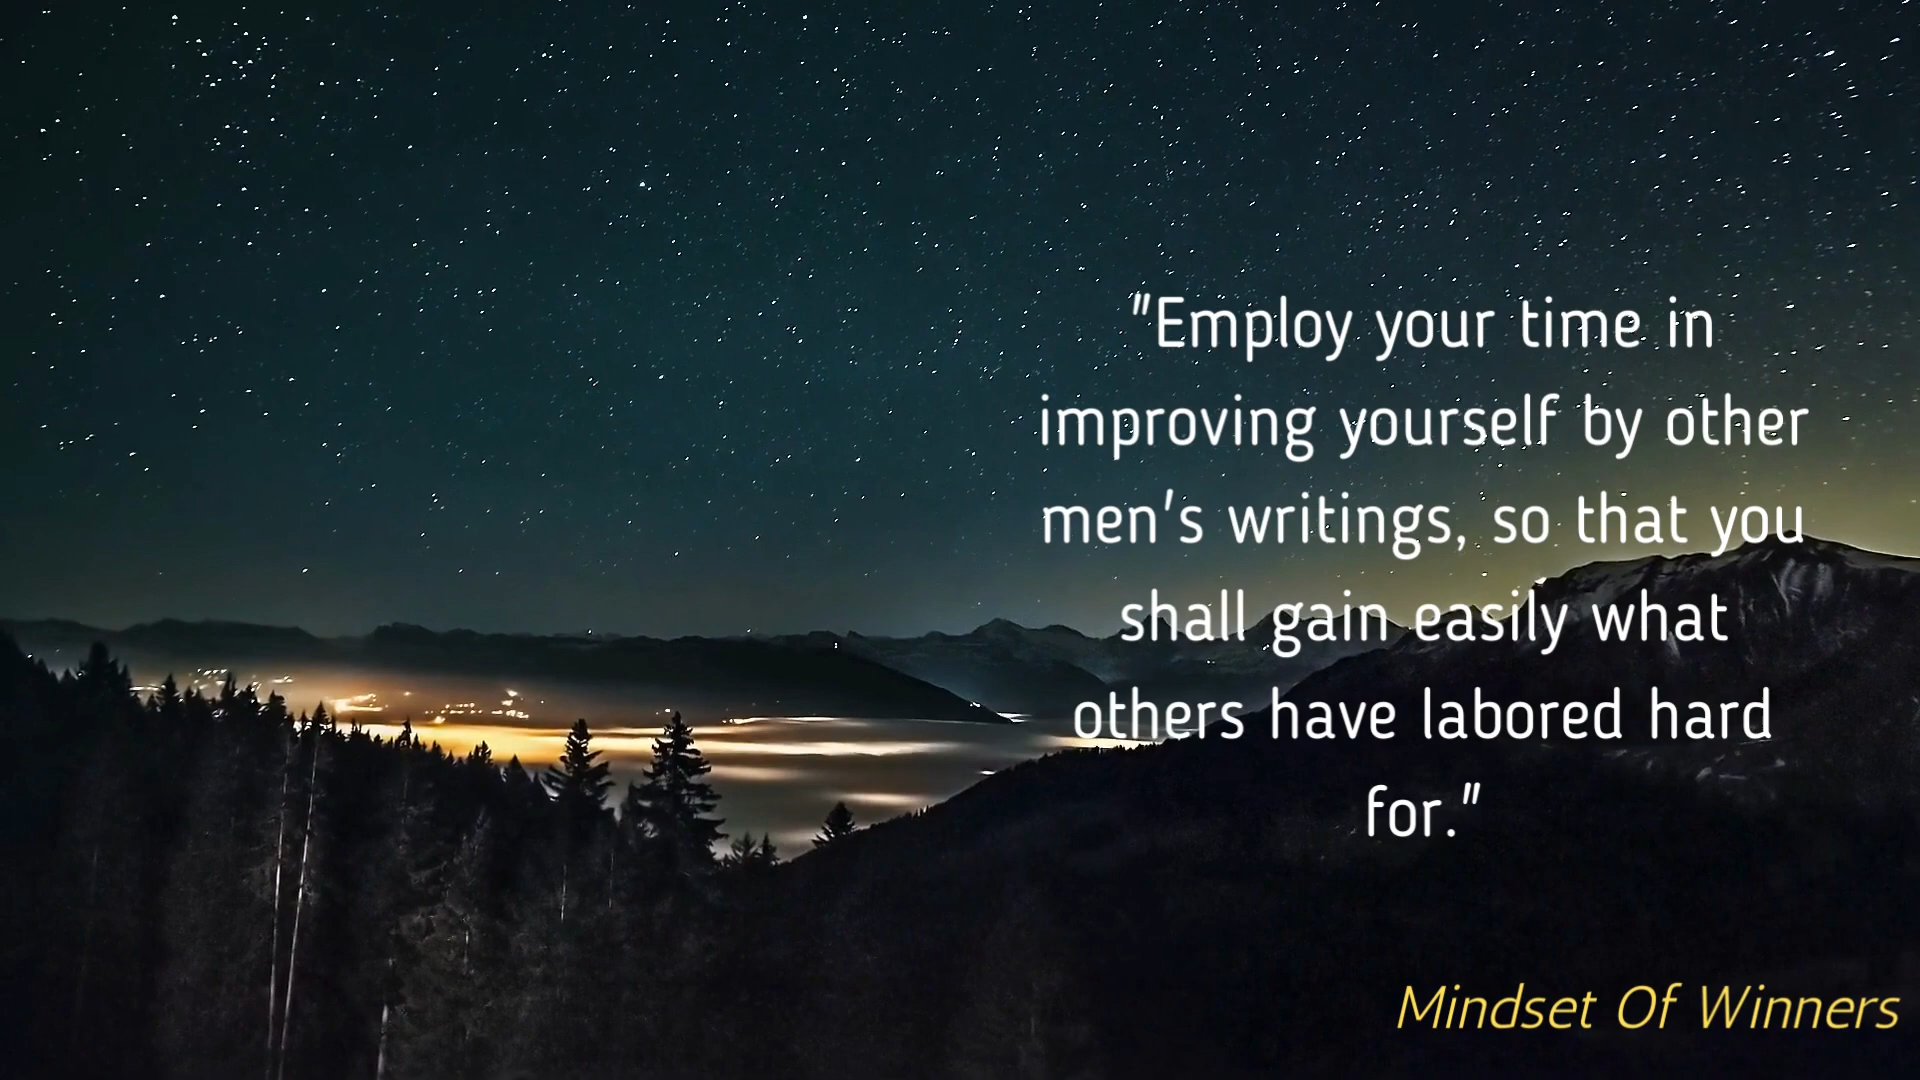 "Employ your time in
improving yourself by other
men's writings, so that you
shall gain easily what
others have labored hard
for."
Mindset Of Winners